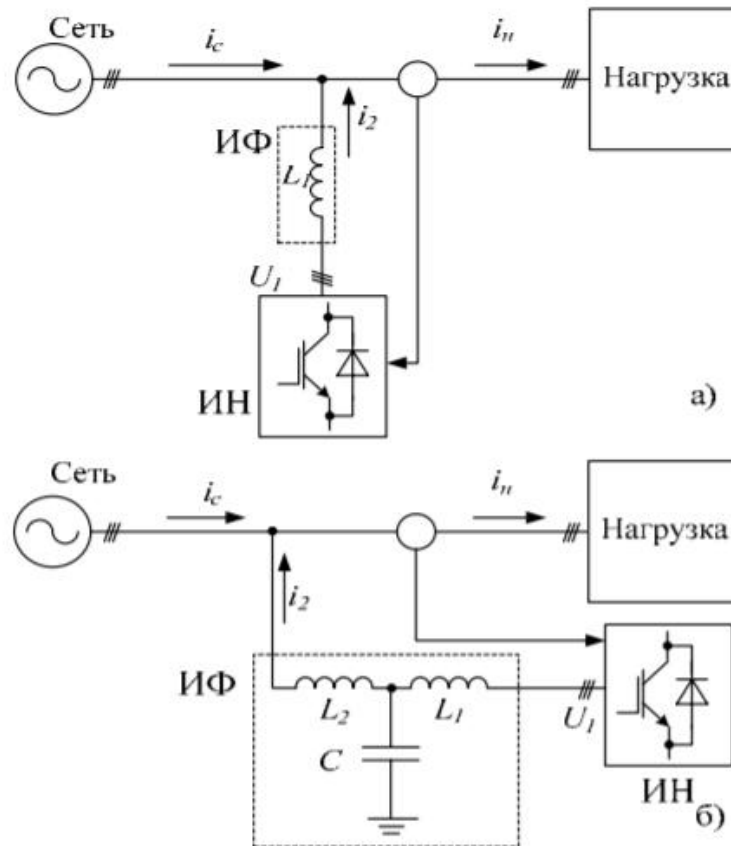 Сеть
i_c
i_н
Нагрузка
i_2
ИФ
L_1
U_1
ИН
а)
Сеть
i_c
i_н
Нагрузка
i_2
ИФ
L_2
L_1
U_1
C
ИН
б)